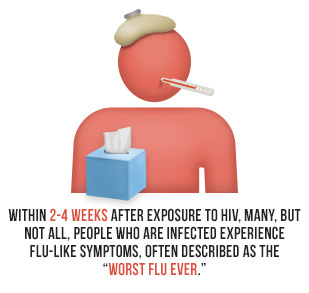 WITHIN 2-4 WEEKS AFTER EXPOSURE TO HIV, MANY, BUT
NOT ALL, PEOPLE WHO ARE INFECTED EXPERIENCE
FLU-LIKE SYMPTOMS, OFTEN DESCRIBED AS THE
“WORST FLU EVER.”